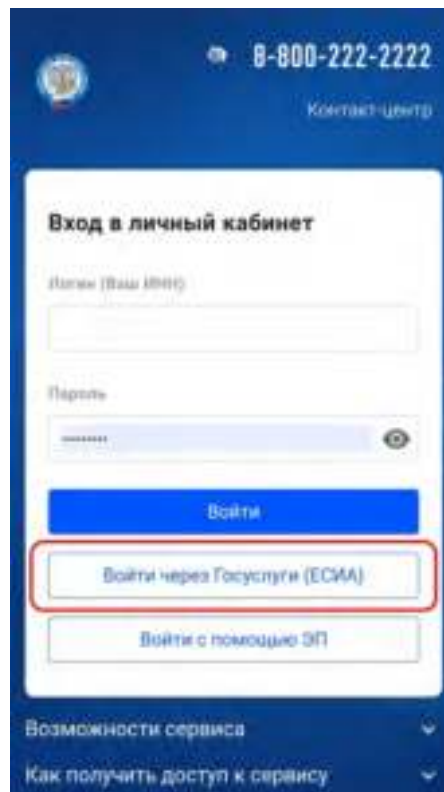 8-800-222-2222
Контакт-центр
Вход в личный кабинет
Логин (Ваш ИНН)
Пароль
........
Войти
Войти через Госуслуги (ЕСИА)
Войти с помощью ЭП
Возможности сервиса
Как получить доступ к сервису